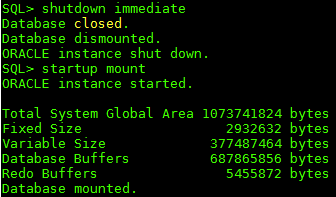 SQL> shutdown immediate
Database closed.
Database dismounted.
ORACLE instance shut down.
SQL> startup mount
ORACLE instance started.
Total System Global Area 1073741824 bytes
Fixed Size 2932632 bytes
Variable Size 377487464 bytes
Database Buffers 687865856 bytes
Redo Buffers 5455872 bytes
Database mounted.